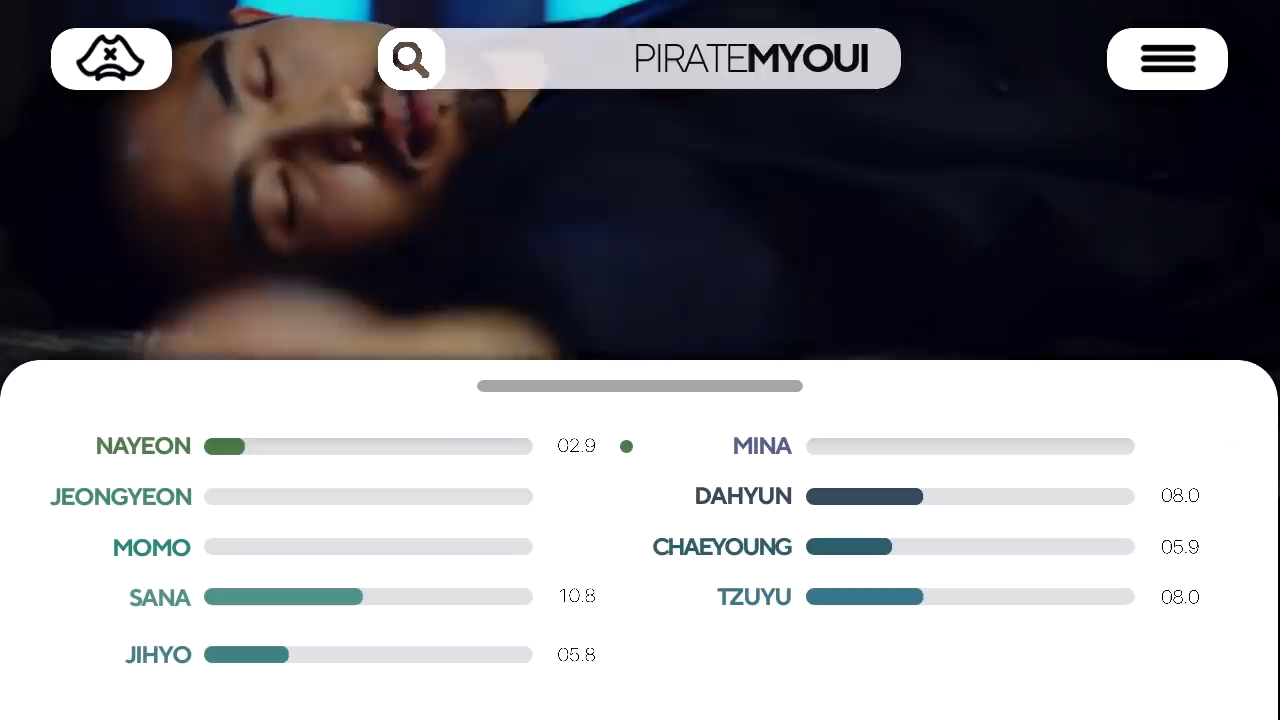 PIRATEMYOUI
NAYEON 02.9
JEONGYEON
MOMO
SANA 10.8
JIHYO 05.8
MINA
DAHYUN 08.0
CHAEYOUNG 05.9
TZUYU 08.0